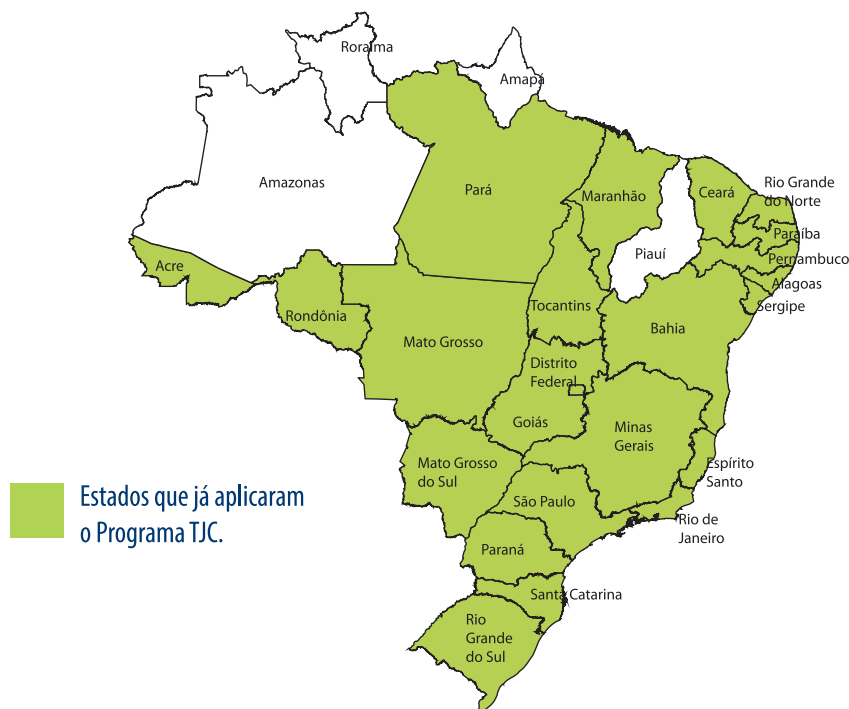 Roraima
Amapá
Amazonas
Pará
Maranhão
Ceará
Rio Grande
do Norte
Paraíba
Piauí
Pernambuco
Acre
Alagoas
Sergipe
Rondônia
Tocantins
Bahia
Mato Grosso
Distrito
Federal
Goiás
Minas
Gerais
Mato Grosso
do Sul
Espírito
Santo
São Paulo
Rio de
Janeiro
Paraná
Santa Catarina
Rio
Grande
do Sul
Estados que já aplicaram
o Programa TJC.